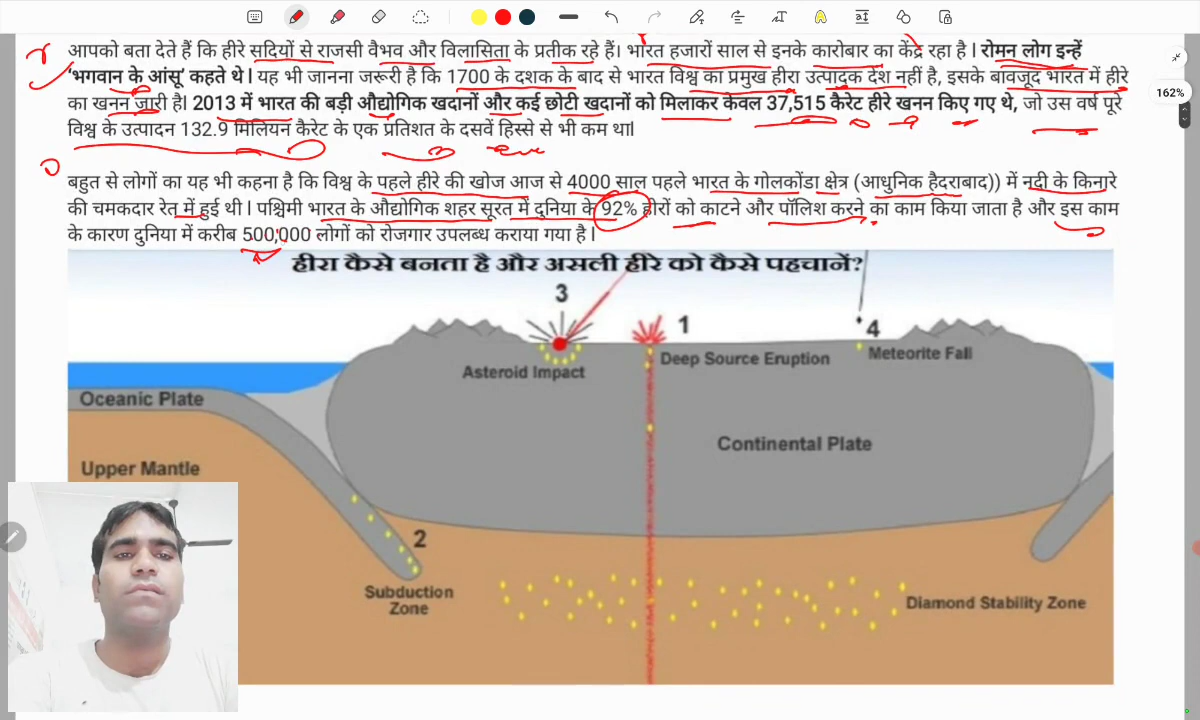 आपको बता देते हैं कि हीरे सदियों से राजसी वैभव और विलासिता के प्रतीक रहे हैं। भारत हजारों साल से इनके कारोबार का केंद्र रहा है। रोमन लोग इन्हें
'भगवान के आंसू' कहते थे। यह भी जानना जरूरी है कि 1700 के दशक के बाद से भारत विश्व का प्रमुख हीरा उत्पादक देश नहीं है, इसके बावजूद भारत में हीरे
का खनन जारी है। 2013 में भारत की बड़ी औद्योगिक खदानों और कई छोटी खदानों को मिलाकर केवल 37,515 कैरेट हीरे खनन किए गए थे, जो उस वर्ष पूरे
विश्व के उत्पादन 132.9 मिलियन कैरेट के एक प्रतिशत के दसवें हिस्से से भी कम था।
बहुत से लोगों का यह भी कहना है कि विश्व के पहले हीरे की खोज आज से 4000 साल पहले भारत के गोलकोंडा क्षेत्र (आधुनिक हैदराबाद)) में नदी के किनारे
की चमकदार रेत में हुई थी। पश्चिमी भारत के औद्योगिक शहर सूरत में दुनिया के 92% हीरों को काटने और पॉलिश करने का काम किया जाता है और इस काम
के कारण दुनिया में करीब 500,000 लोगों को रोजगार उपलब्ध कराया गया है।
162%
हीरा कैसे बनता है और असली हीरे को कैसे पहचानें?
3
1
4
Asteroid Impact
Deep Source Eruption
Meteorite Fall
Oceanic Plate
Continental Plate
Upper Mantle
2
Subduction
Zone
Diamond Stability Zone